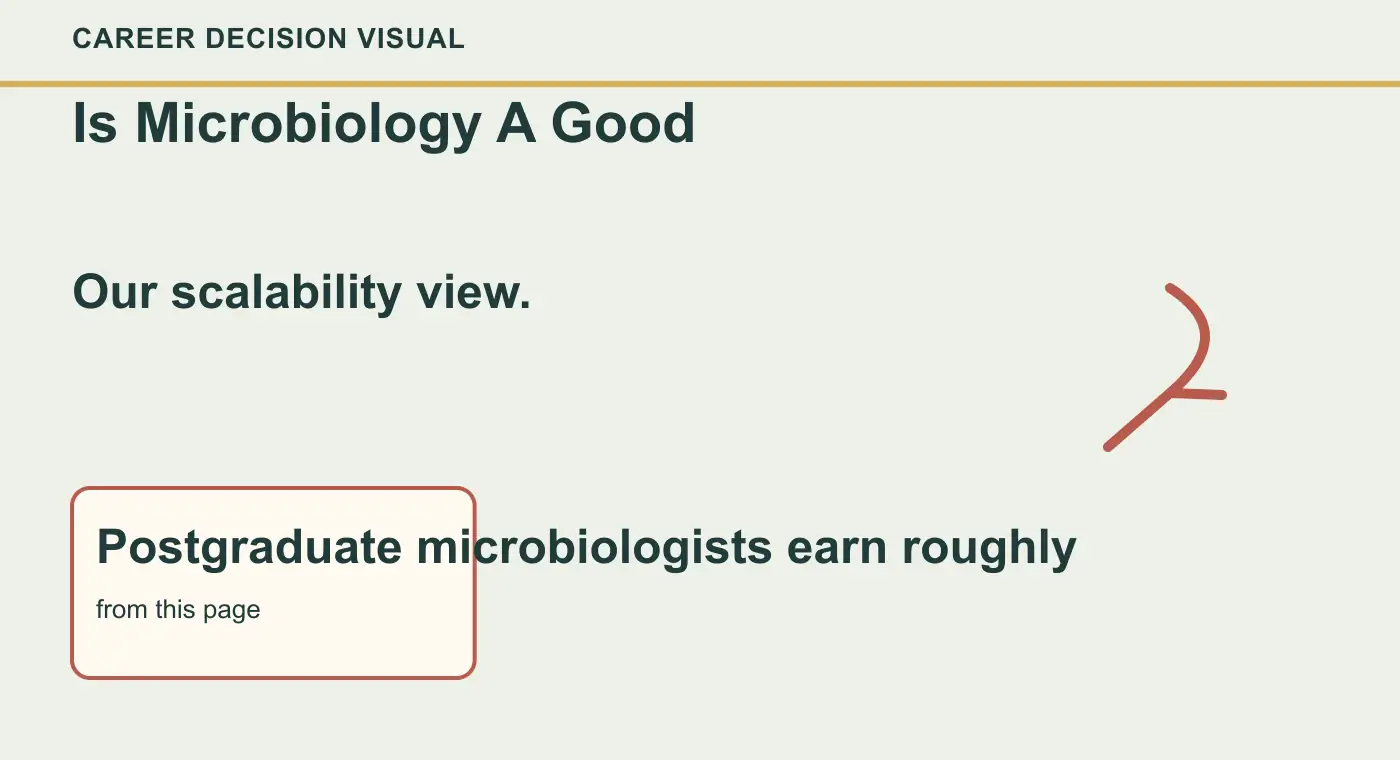 CAREER DECISION VISUAL
Is Microbiology A Good
Our scalability view.
Postgraduate microbiologists earn roughly
from this page